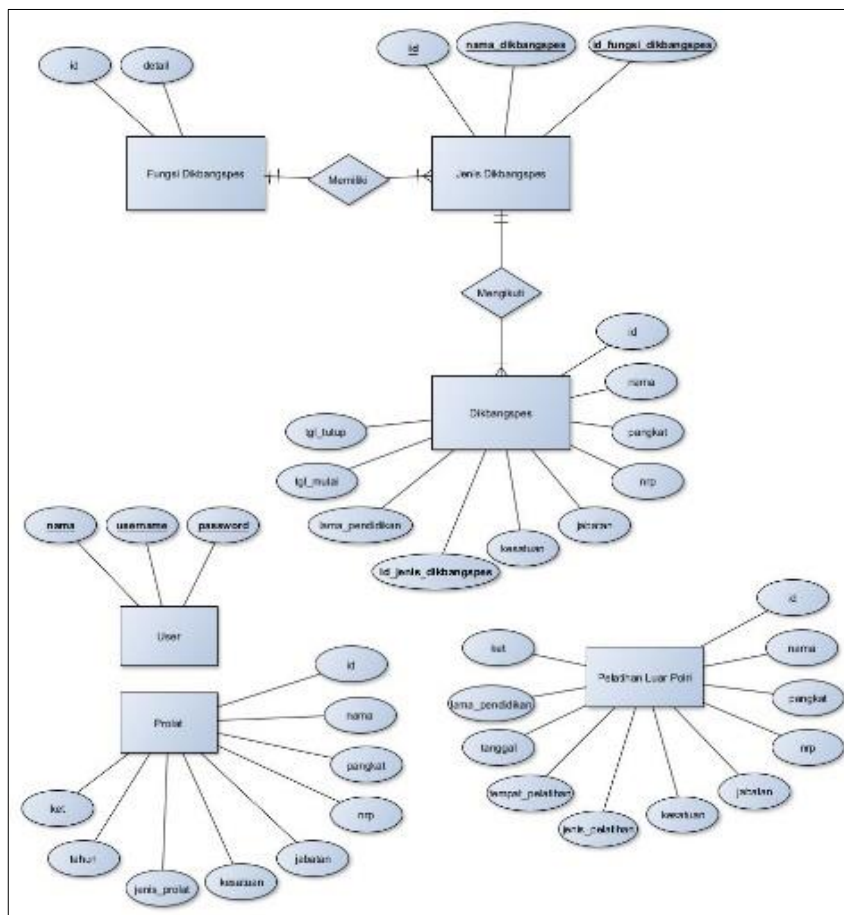 id
detail
id
nama_dikbangspes
id_fungsi_dikbangspes
Fungsi Dikbangspes
Memiliki
Jenis Dikbangspes
Mengikuti
id
nama
Dikbangspes
pangkat
tgl_tutup
tgl_mulai
nrp
lama_pendidikan
jabatan
kesatuan
id_jenis_dikbangspes
nama
username
password
User
id
nama
Prolat
pangkat
nrp
ket
jabatan
tahun
kesatuan
jenis_prolat
id
ket
nama
Pelatihan Luar Polri
pangkat
lama_pendidikan
tanggal
nrp
tempat_pelatihan
jabatan
kesatuan
jenis_pelatihan